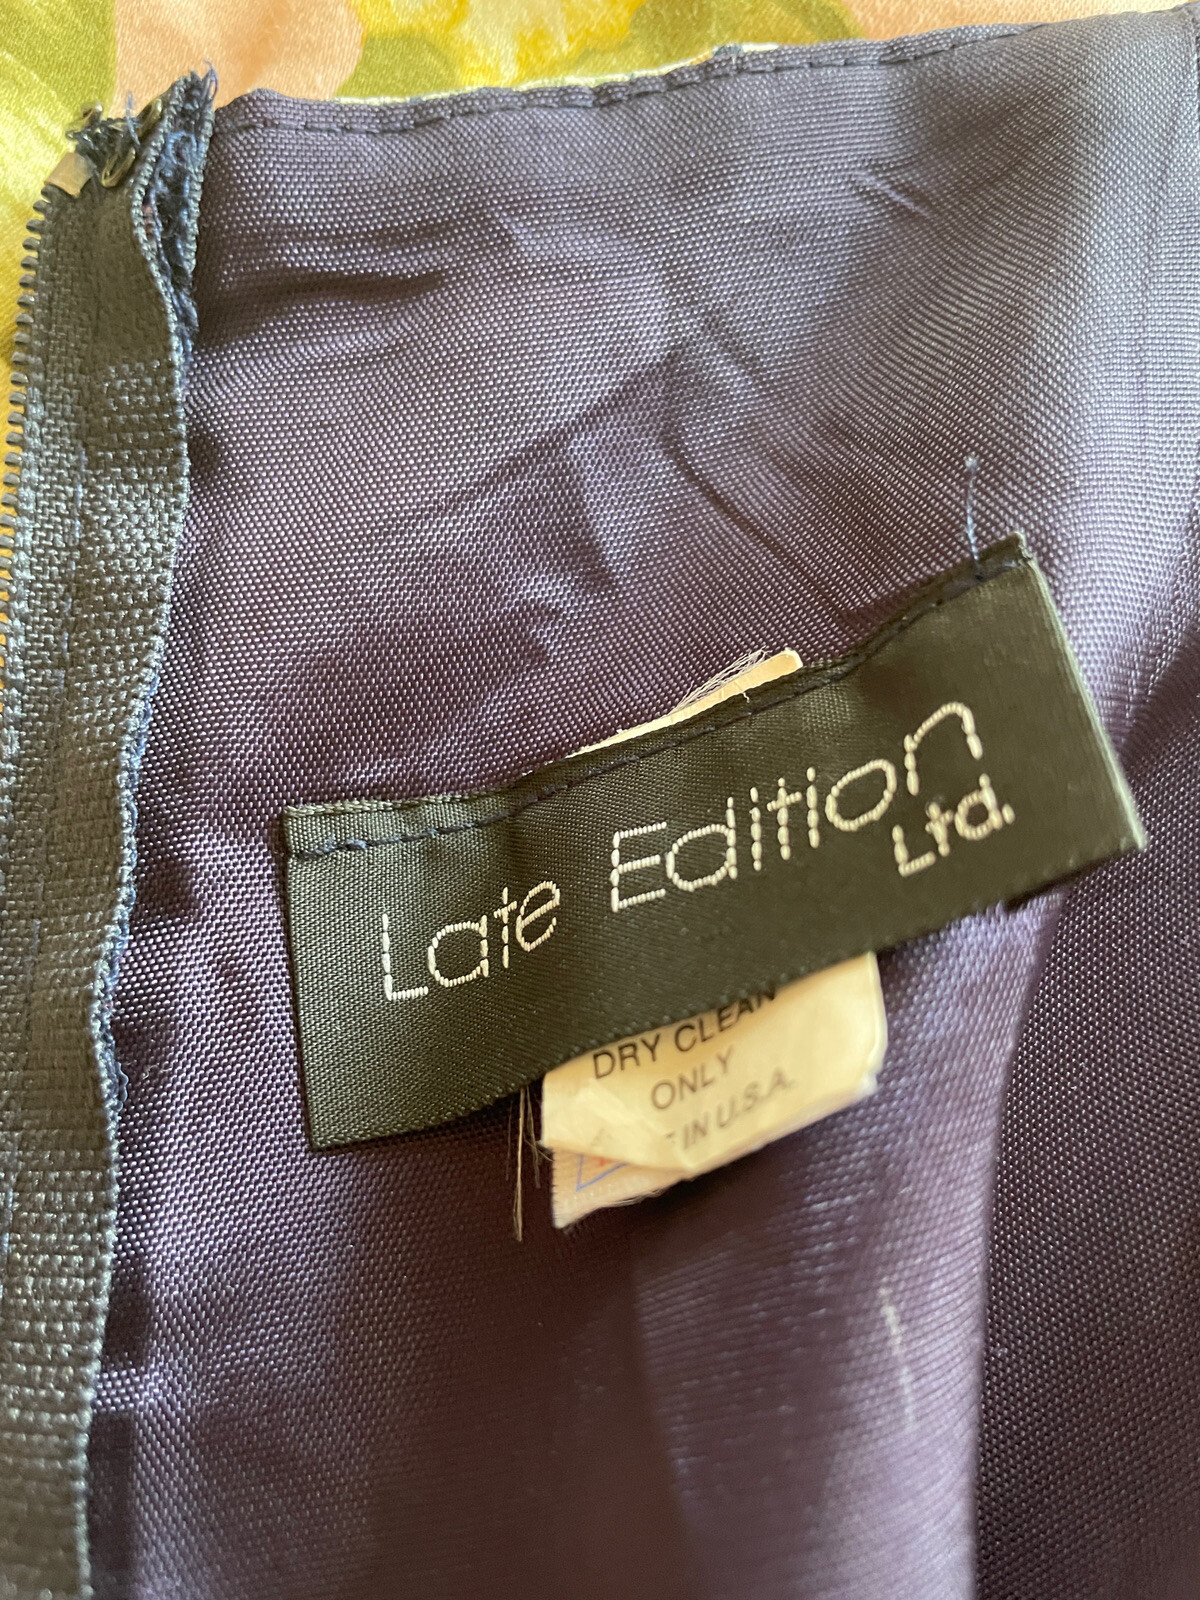 Late Edition
Ltd.
DRY CLEAN
ONLY
IN U.S.A.